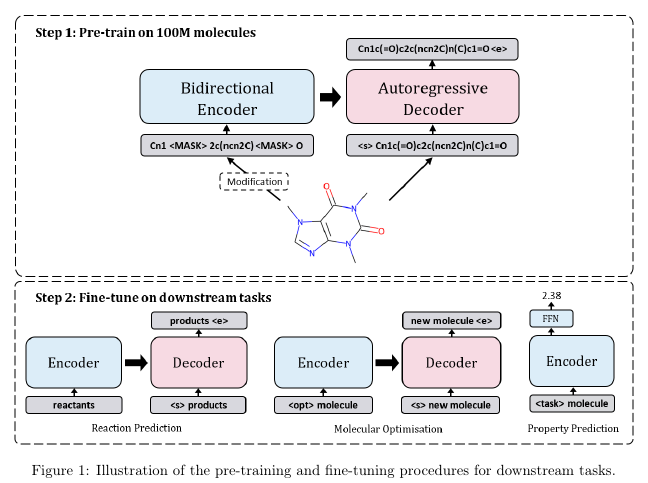 Step 1: Pre-train on 100M molecules
Cn1c(=O)c2c(ncn2C)n(C)c1=O <e>
Bidirectional
Encoder
Autoregressive
Decoder
Cn1 <MASK> 2c(ncn2C) <MASK> O
<s> Cn1c(=O)c2c(ncn2C)n(C)c1=O
Modification
O
N
N
O
N
N
Step 2: Fine-tune on downstream tasks
products <e>
Encoder
Decoder
reactants
<s> products
Reaction Prediction
new molecule <e>
Encoder
Decoder
<opt> molecule
<s> new molecule
Molecular Optimisation
2.38
FFN
Encoder
<task> molecule
Property Prediction
Figure 1: Illustration of the pre-training and fine-tuning procedures for downstream tasks.